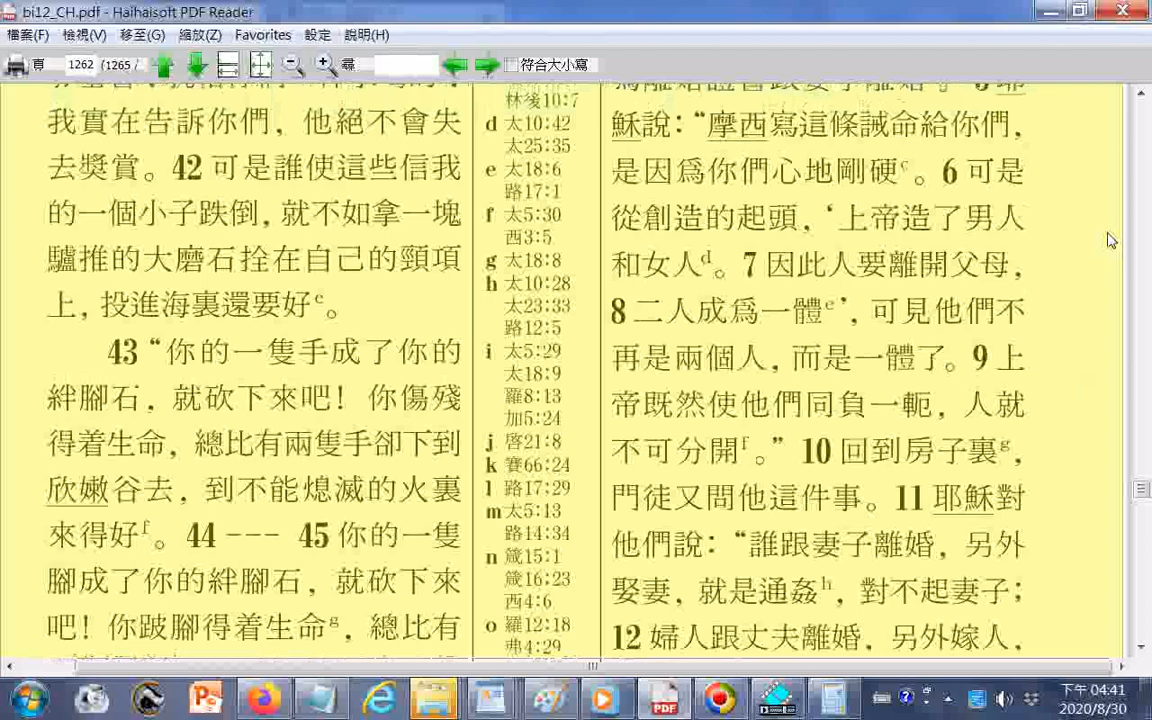 bi12_CH.pdf - Haihaisoft PDF Reader
檔案(F) 檢視(V) 移至(G) 縮放(Z) Favorites 設定 說明(H)
頁 1262 (1265 / 尋 符合大小寫
我實在告訴你們，他絕不會失
去獎賞。42 可是誰使這些信我
的一個小子跌倒，就不如拿一塊
驢推的大磨石拴在自己的頸項
上，投進海裏還要好e。
43 “你的一隻手成了你的
絆腳石，就砍下來吧！你傷殘
得着生命，總比有兩隻手卻下到
欣嫩谷去，到不能熄滅的火裏
來得好f。44 --- 45 你的一隻
腳成了你的絆腳石，就砍下來
吧！你跛腳得着生命g，總比有
林後10:7
d 太10:42
太25:35
e 太18:6
路17:1
f 太5:30
西3:5
g 太18:8
h 太10:28
太23:33
路12:5
i 太5:29
太18:9
羅8:13
加5:24
j 啓21:8
k 賽66:24
l 路17:29
m 太5:13
路14:34
n 箴15:1
箴16:23
西4:6
o 羅12:18
弗4:29
穌說：“摩西寫這條誡命給你們，
是因爲你們心地剛硬c。6 可是
從創造的起頭，‘上帝造了男人
和女人d。7 因此人要離開父母，
8 二人成爲一體e’，可見他們不
再是兩個人，而是一體了。9 上
帝既然使他們同負一軛，人就
不可分開f。” 10 回到房子裏g，
門徒又問他這件事。11 耶穌對
他們說：“誰跟妻子離婚，另外
娶妻，就是通姦h，對不起妻子；
12 婦人跟丈夫離婚，另外嫁人，
下午 04:41
2020/8/30